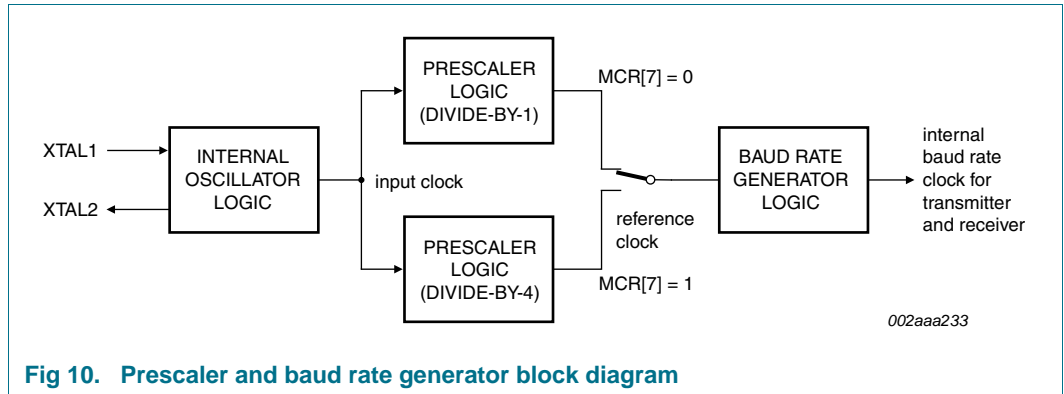 XTAL1
XTAL2
INTERNAL
OSCILLATOR
LOGIC
input clock
PRESCALER
LOGIC
(DIVIDE-BY-1)
PRESCALER
LOGIC
(DIVIDE-BY-4)
MCR[7] = 0
reference
clock
MCR[7] = 1
BAUD RATE
GENERATOR
LOGIC
internal
baud rate
clock for
transmitter
and receiver
002aaa233
Fig 10. Prescaler and baud rate generator block diagram